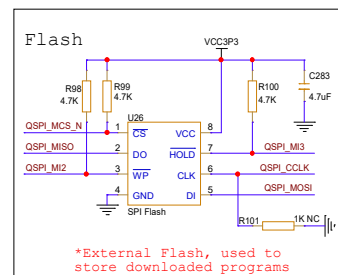 Flash
VCC3P3
R98
4.7K
R99
4.7K
R100
4.7K
C283
4.7uF
U26
QSPI_MCS_N
1
CS
VCC
8
QSPI_MISO
2
DO
HOLD
7
QSPI_MI3
QSPI_MI2
3
WP
CLK
6
QSPI_CCLK
4
GND
DI
5
QSPI_MOSI
SPI Flash
R101
1K NC
*External Flash, used to
store downloaded programs